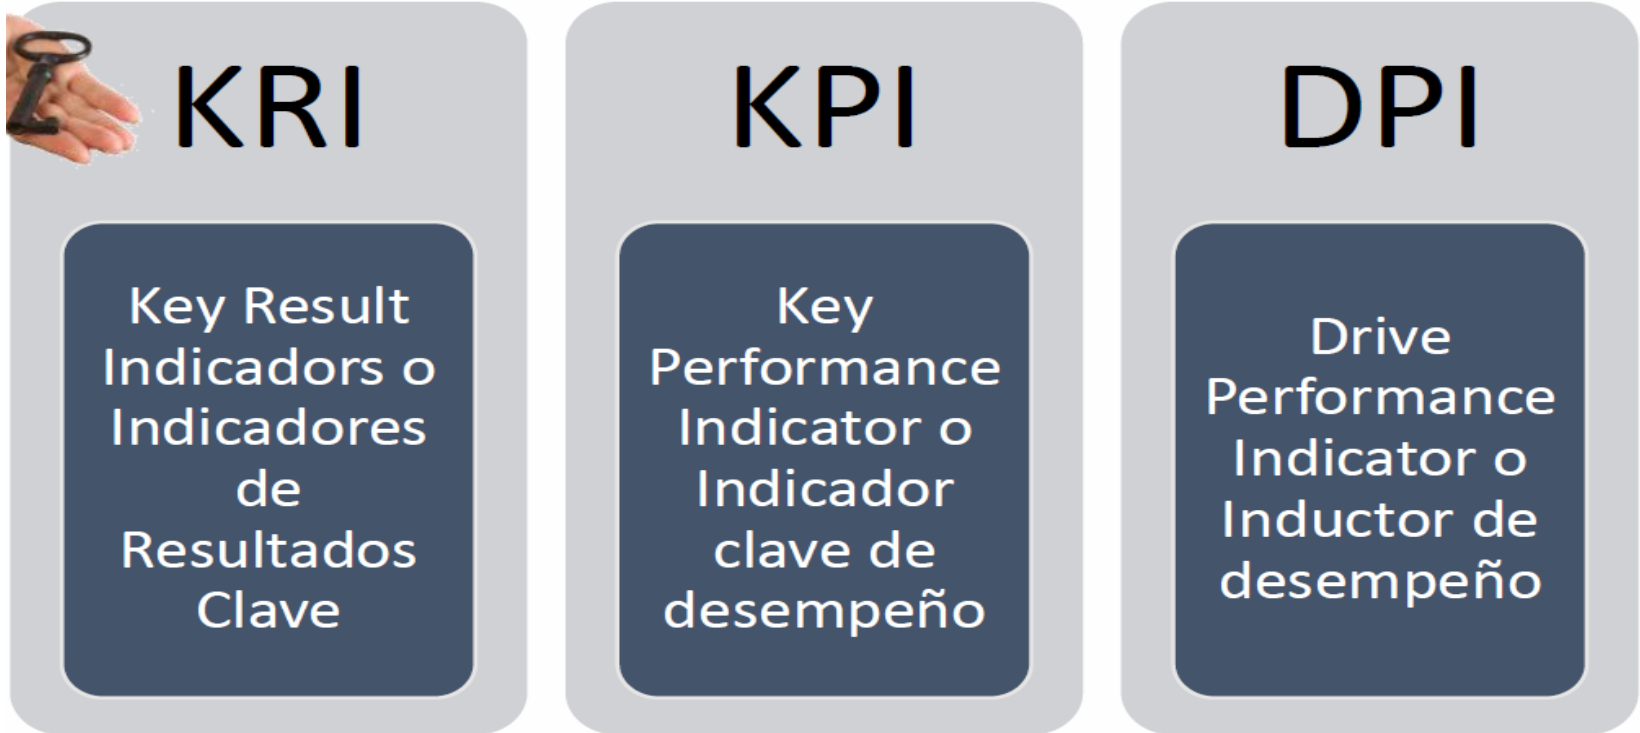 KRI
Key Result
Indicadors o
Indicadores
de
Resultados
Clave
KPI
Key
Performance
Indicator o
Indicador
clave de
desempeño
DPI
Drive
Performance
Indicator o
Inductor de
desempeño